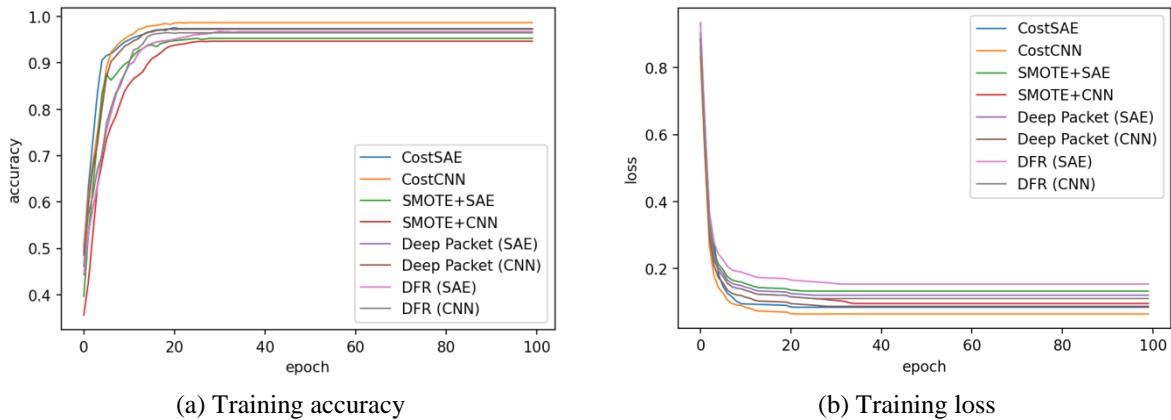 1.0
0.9
0.8
0.7
0.6
0.5
0.4
accuracy
CostSAE
CostCNN
SMOTE+SAE
SMOTE+CNN
Deep Packet (SAE)
Deep Packet (CNN)
DFR (SAE)
DFR (CNN)
0 20 40 60 80 100
epoch
(a) Training accuracy
0.8
0.6
0.4
0.2
loss
CostSAE
CostCNN
SMOTE+SAE
SMOTE+CNN
Deep Packet (SAE)
Deep Packet (CNN)
DFR (SAE)
DFR (CNN)
0 20 40 60 80 100
epoch
(b) Training loss